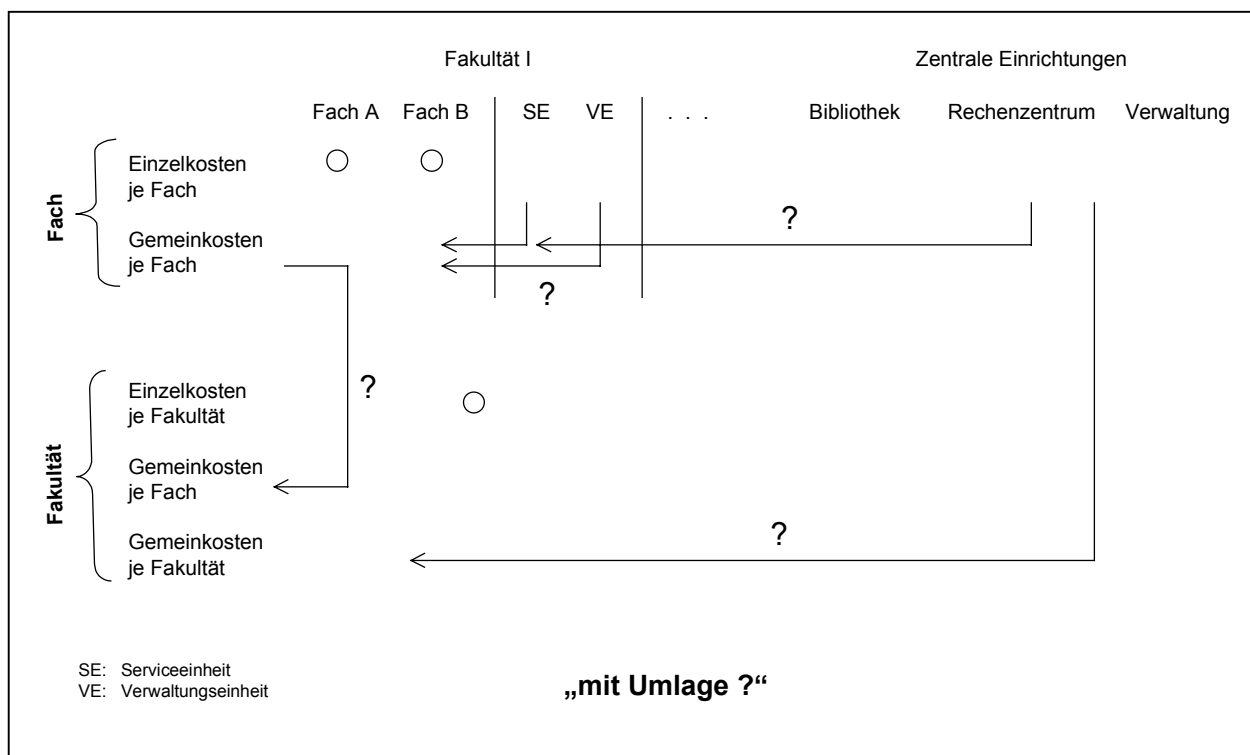 Fakultät I Zentrale Einrichtungen
Fach A Fach B SE VE . . . Bibliothek Rechenzentrum Verwaltung
Fach
Einzelkosten
je Fach
?
Gemeinkosten
je Fach
?
Fakultät
Einzelkosten
je Fakultät
?
Gemeinkosten
je Fach
?
Gemeinkosten
je Fakultät
SE: Serviceeinheit
VE: Verwaltungseinheit
„mit Umlage ?“